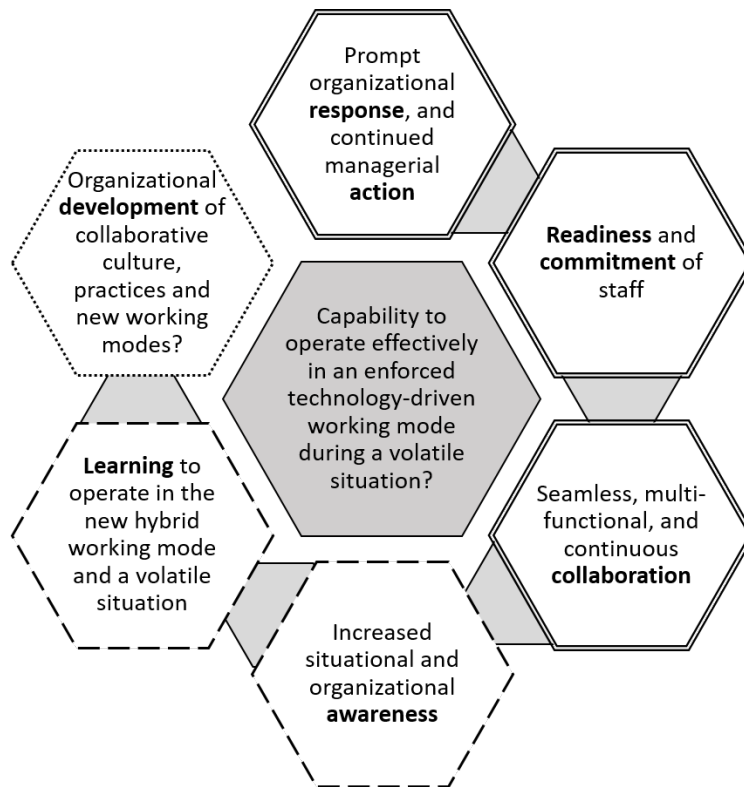 Prompt
organizational
response, and
continued
managerial
action
Readiness and
commitment of
staff
Seamless, multi-
functional, and
continuous
collaboration
Increased
situational and
organizational
awareness
Learning to
operate in the
new hybrid
working mode
and a volatile
situation
Organizational
development of
collaborative
culture,
practices and
new working
modes?
Capability to
operate effectively
in an enforced
technology-driven
working mode
during a volatile
situation?